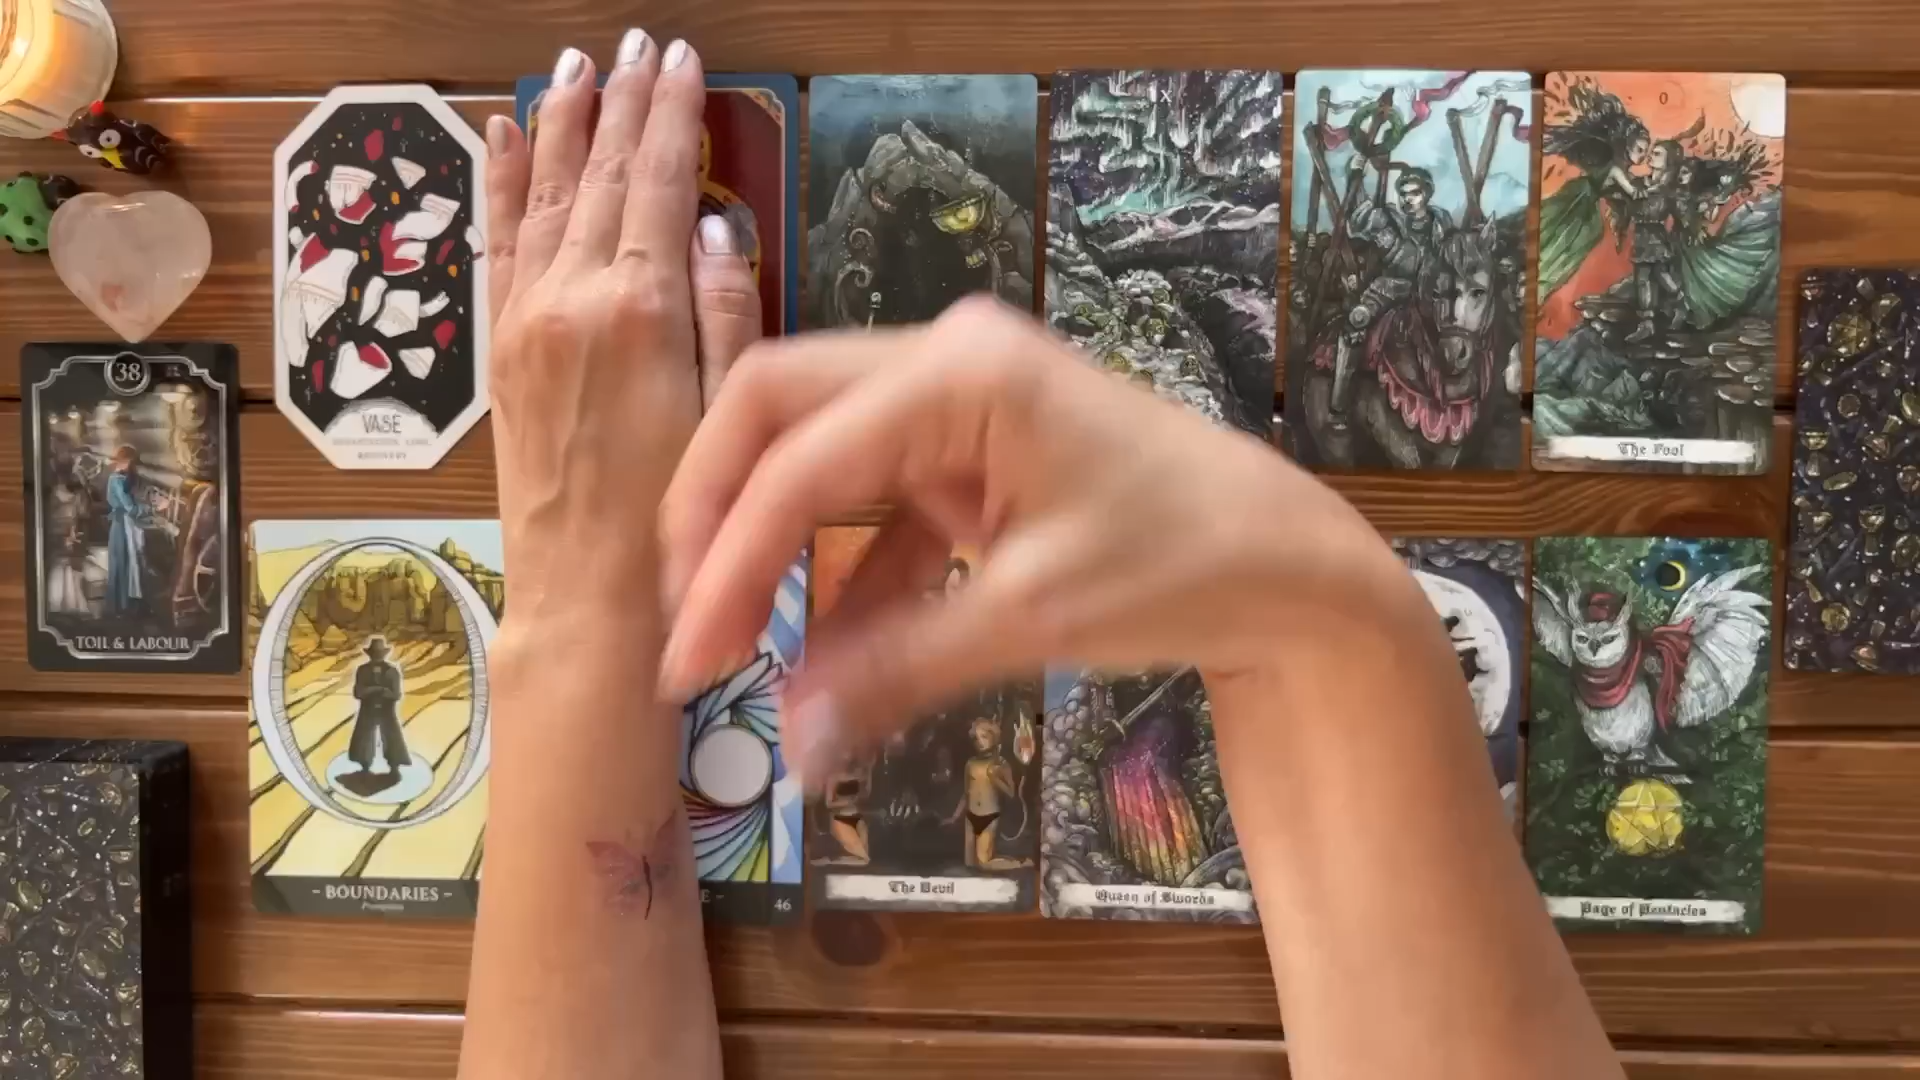 38
TOIL & LABOUR
VASE
X
0
The Fool
- BOUNDARIES -
E -
46
The Devil
Queen of Swords
Page of Pentacles